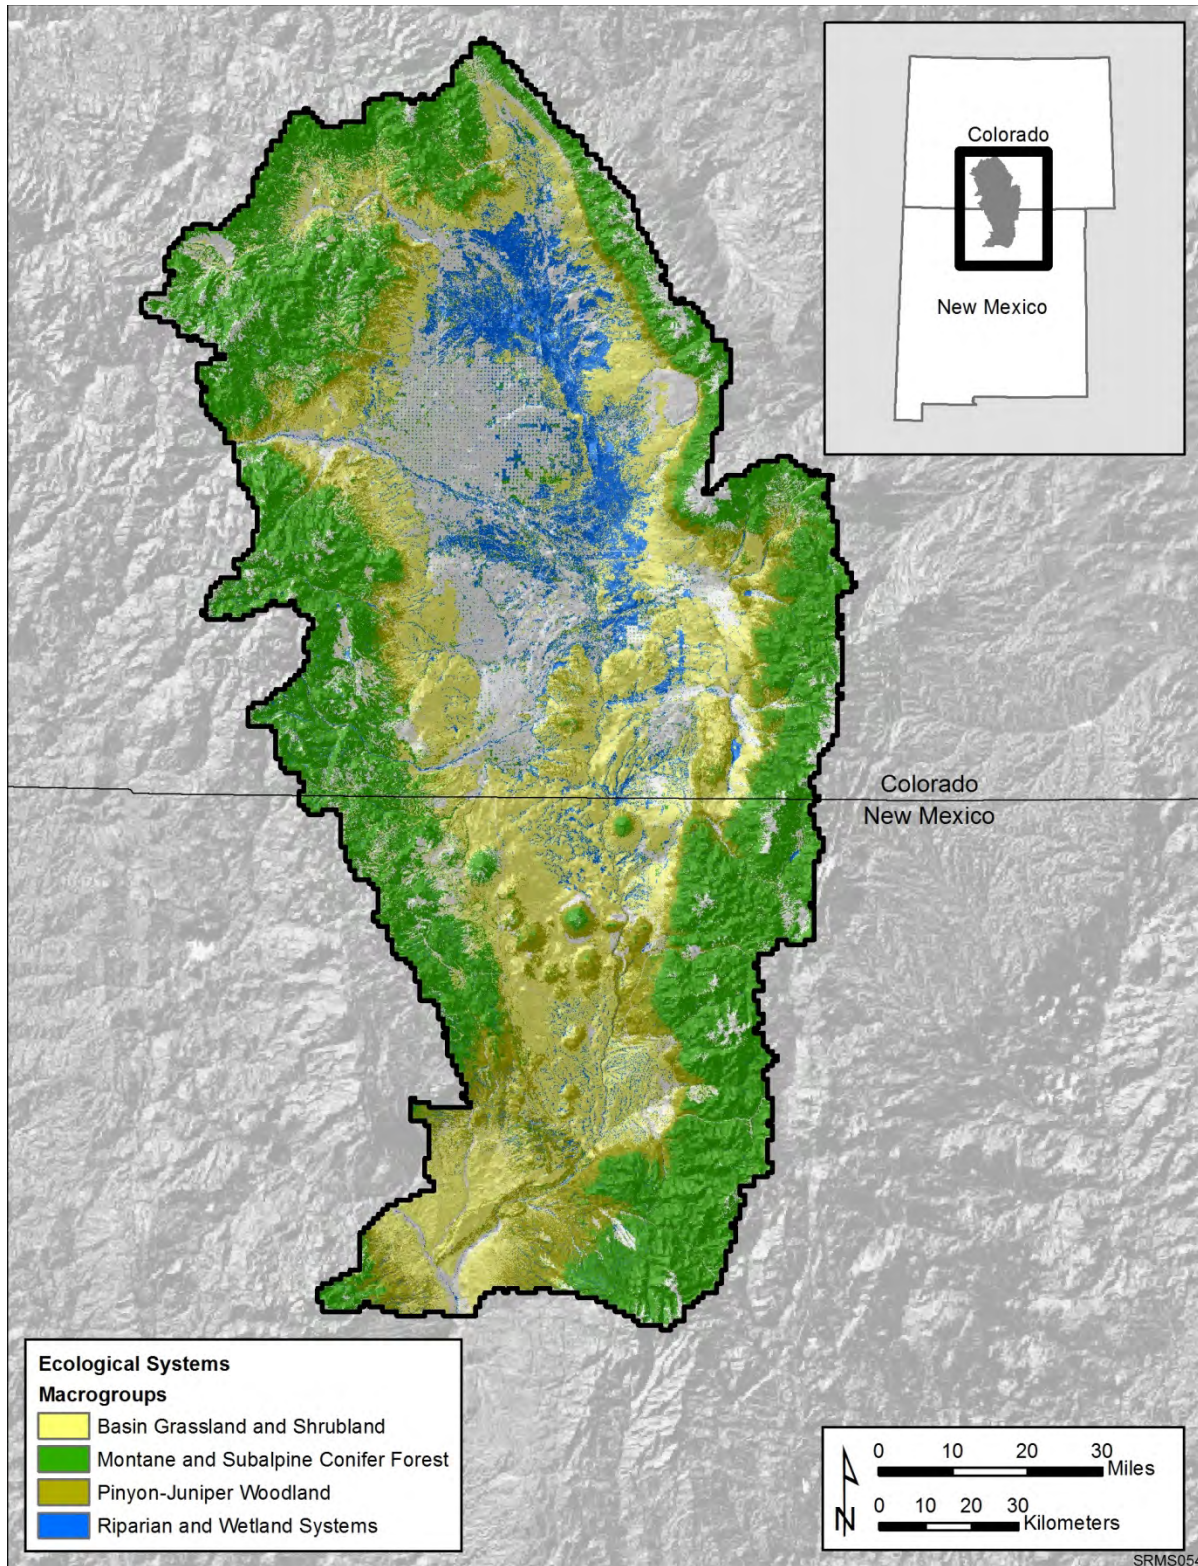 Colorado
New Mexico
Colorado
New Mexico
Ecological Systems
Macrogroups
Basin Grassland and Shrubland
Montane and Subalpine Conifer Forest
Pinyon-Juniper Woodland
Riparian and Wetland Systems
0 10 20 30
Miles
N
0 10 20 30
Kilometers